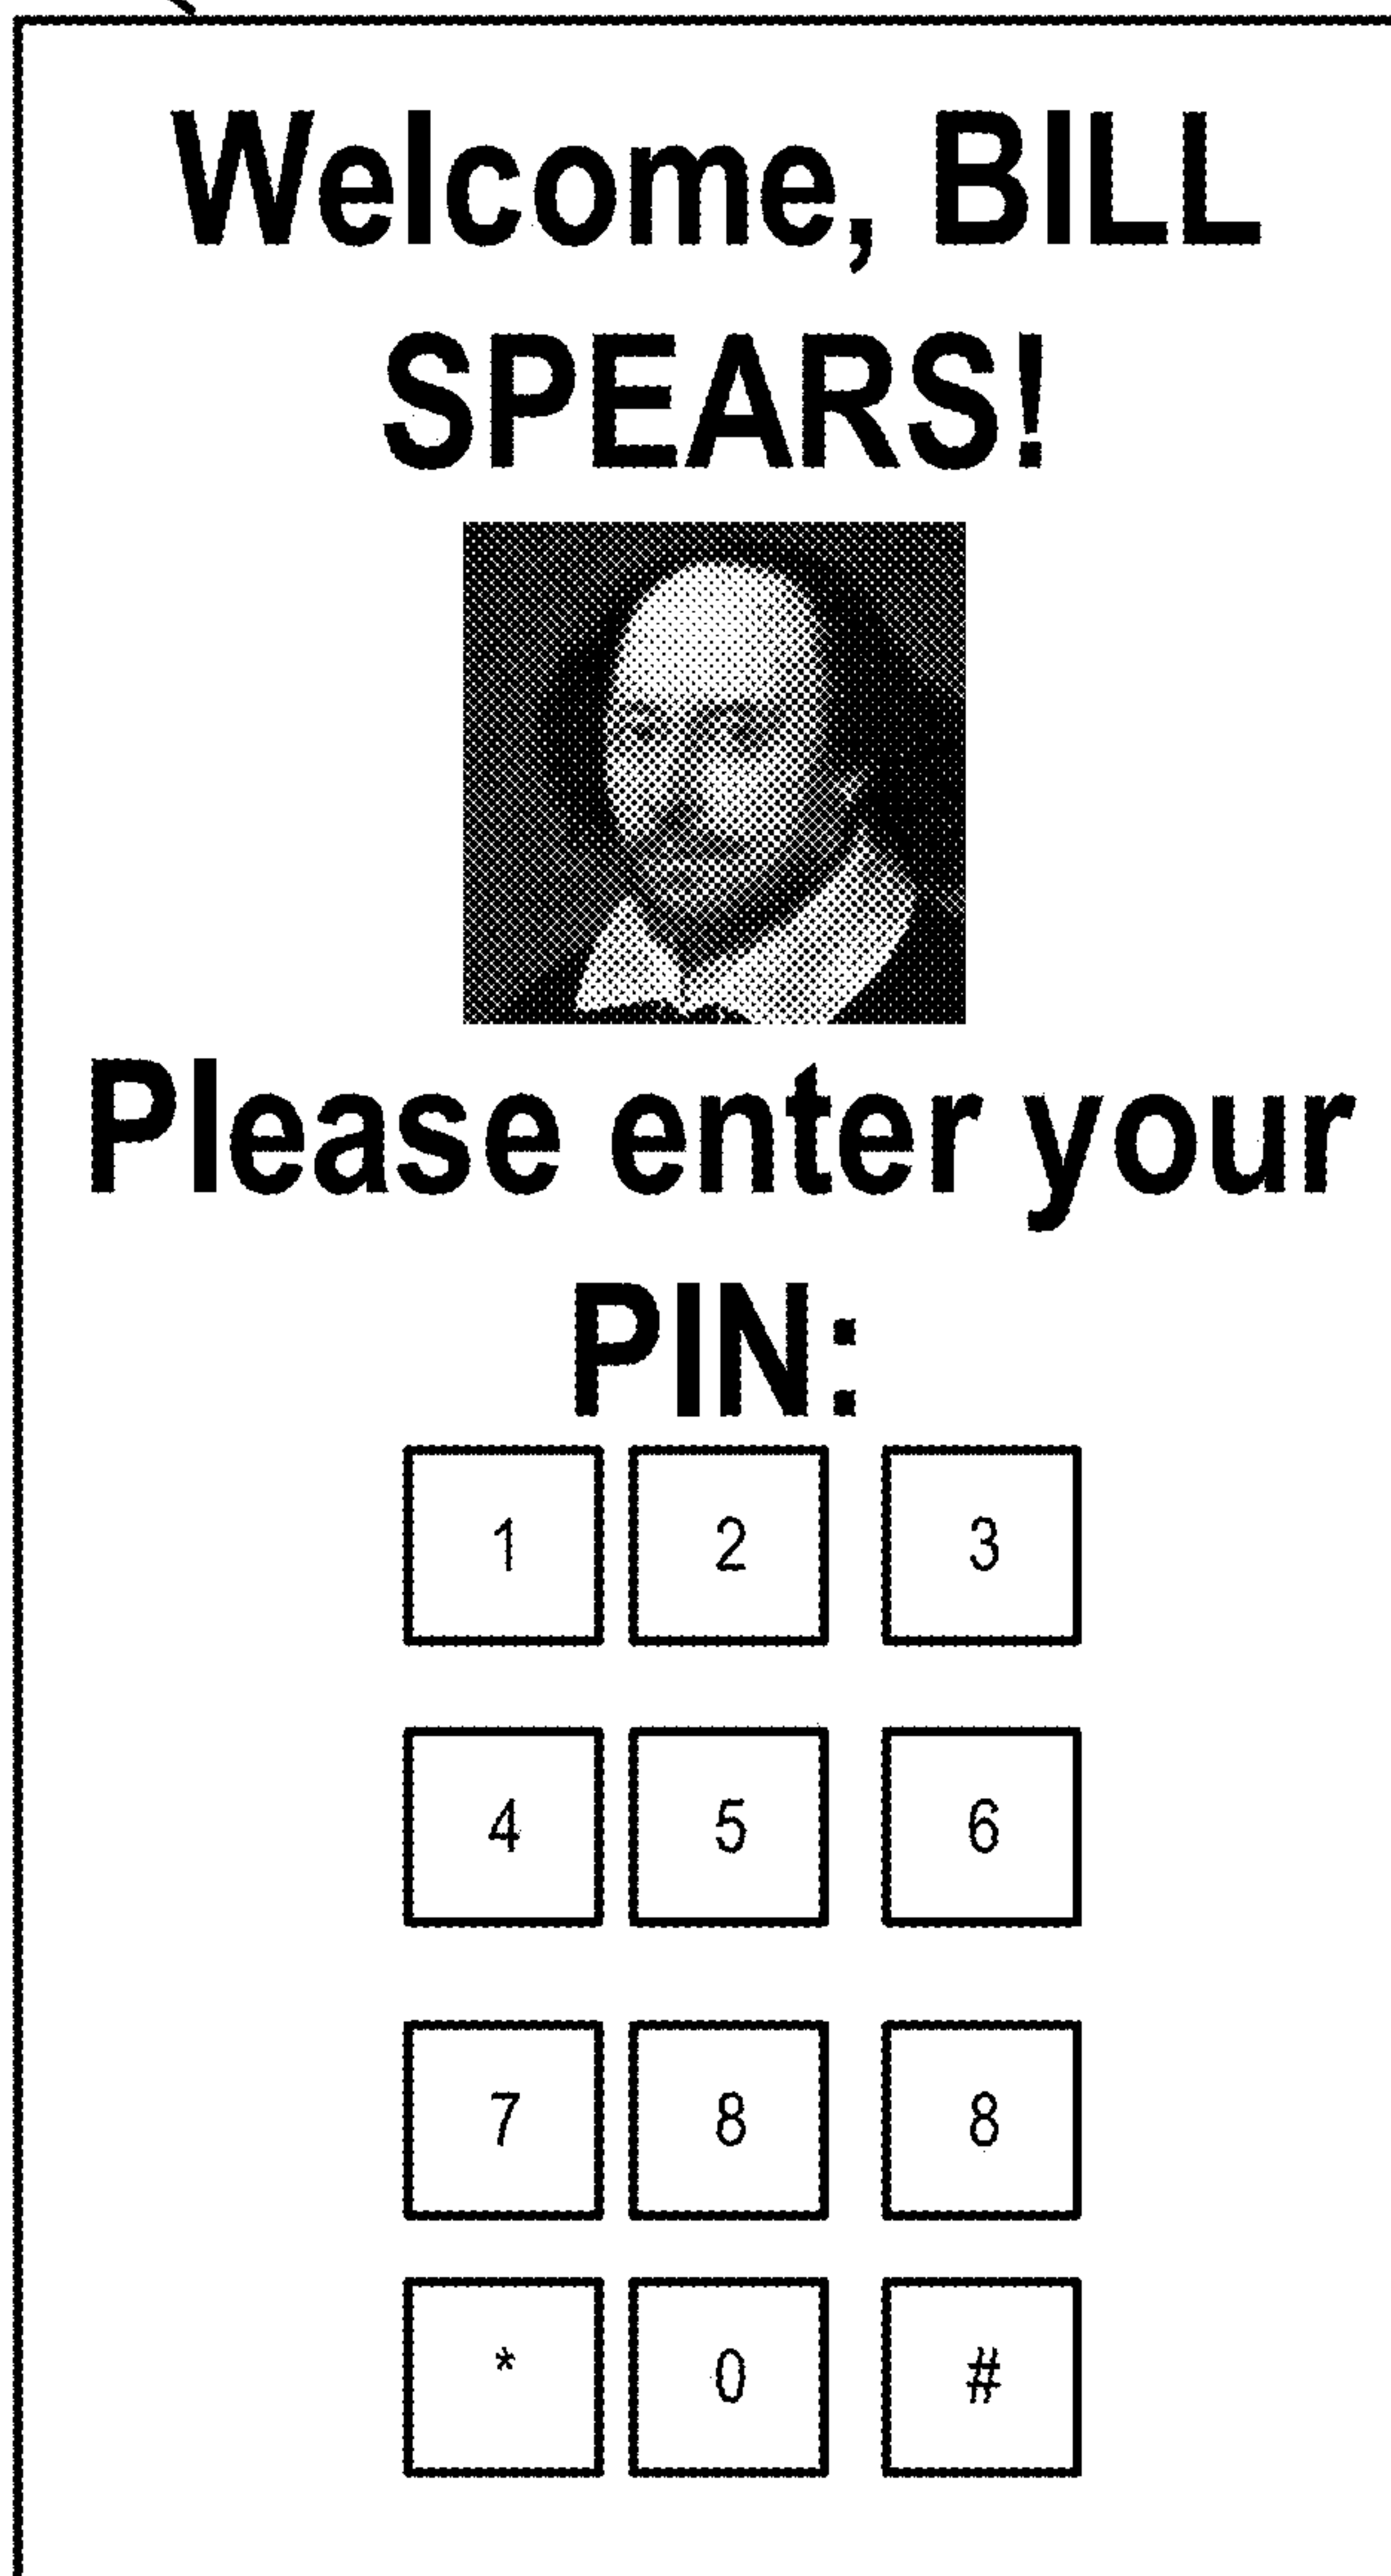 Welcome, BILL
SPEARS!
Please enter your
PIN:
1 2 3
4 5 6
7 8 8
* 0 #